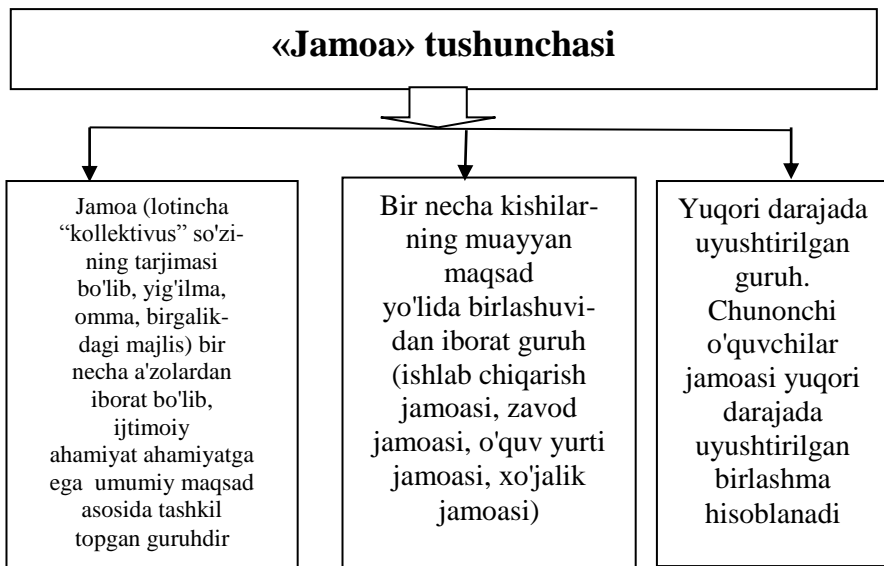 «Jamoa» tushunchasi
Jamoa (lotincha
“kollektivus” so'zi-
ning tarjimasi
bo'lib, yig'ilma,
omma, birgalik-
dagi majlis) bir
necha a'zolardan
iborat bo'lib,
ijtimoiy
ahamiyat ahamiyatga
ega umumiy maqsad
asosida tashkil
topgan guruhdir
Bir necha kishilar-
ning muayyan
maqsad
yo'lida birlashuvi-
dan iborat guruh
(ishlab chiqarish
jamoasi, zavod
jamoasi, o'quv yurti
jamoasi, xo'jalik
jamoasi)
Yuqori darajada
uyushtirilgan
guruh.
Chunonchi
o'quvchilar
jamoasi yuqori
darajada
uyushtirilgan
birlashma
hisoblanadi